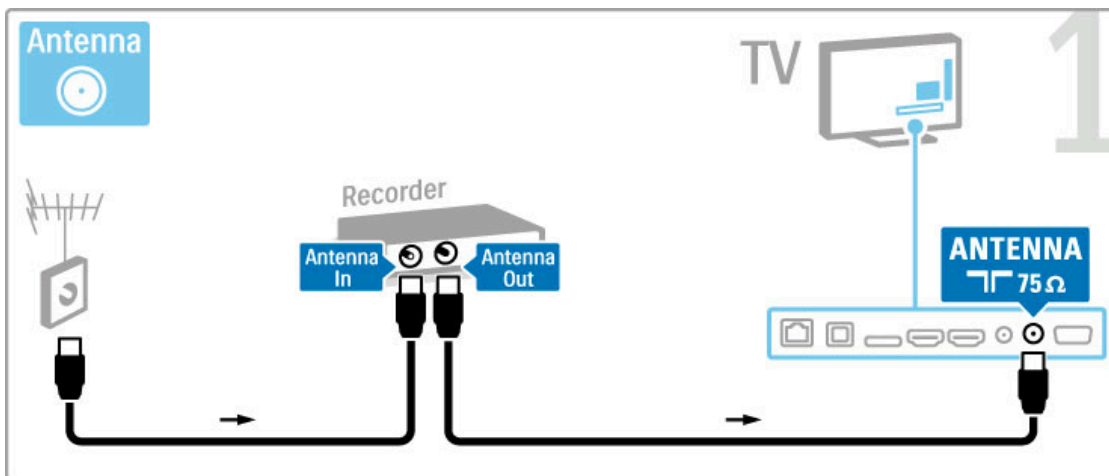 Antenna
TV
1
Recorder
Antenna
In
Antenna
Out
ANTENNA
75 Ω